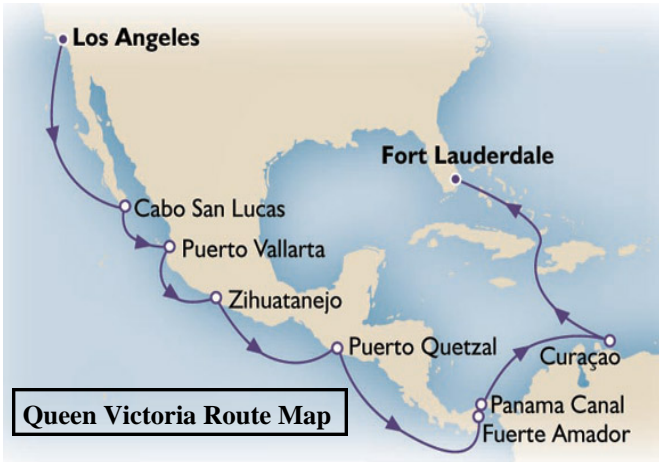 Los Angeles
Fort Lauderdale
Cabo San Lucas
Puerto Vallarta
Zihuatanejo
Puerto Quetzal
Curaçao
Panama Canal
Fuerte Amador
Queen Victoria Route Map